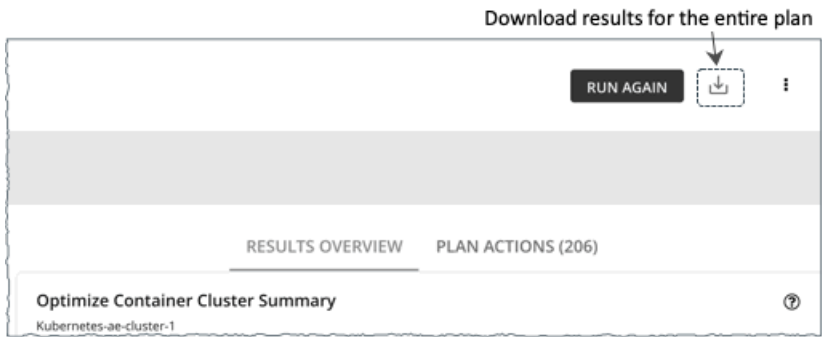 Download results for the entire plan
RUN AGAIN
RESULTS OVERVIEW PLAN ACTIONS (206)
Optimize Container Cluster Summary
Kubernetes-ae-cluster-1